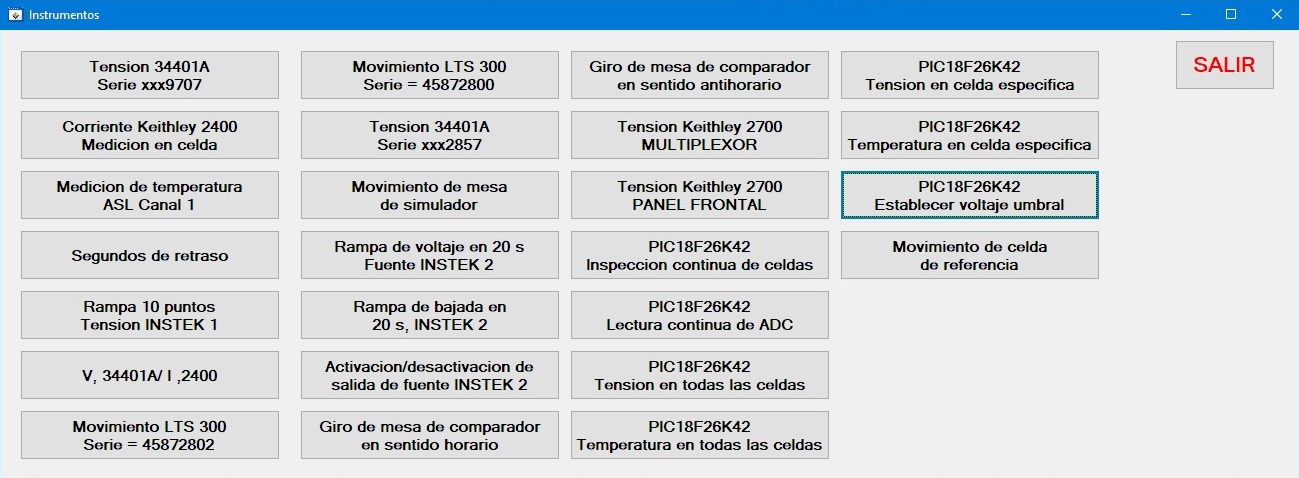 Instrumentos
SALIR
Tension 34401A
Serie xxx9707
Corriente Keithley 2400
Medicion en celda
Medicion de temperatura
ASL Canal 1
Segundos de retraso
Rampa 10 puntos
Tension INSTEK 1
V, 34401A/ I ,2400
Movimiento LTS 300
Serie = 45872802
Movimiento LTS 300
Serie = 45872800
Tension 34401A
Serie xxx2857
Movimiento de mesa
de simulador
Rampa de voltaje en 20 s
Fuente INSTEK 2
Rampa de bajada en
20 s, INSTEK 2
Activacion/desactivacion de
salida de fuente INSTEK 2
Giro de mesa de comparador
en sentido horario
Giro de mesa de comparador
en sentido antihorario
Tension Keithley 2700
MULTIPLEXOR
Tension Keithley 2700
PANEL FRONTAL
PIC18F26K42
Inspeccion continua de celdas
PIC18F26K42
Lectura continua de ADC
PIC18F26K42
Tension en todas las celdas
PIC18F26K42
Temperatura en todas las celdas
PIC18F26K42
Tension en celda especifica
PIC18F26K42
Temperatura en celda especifica
PIC18F26K42
Establecer voltaje umbral
Movimiento de celda
de referencia